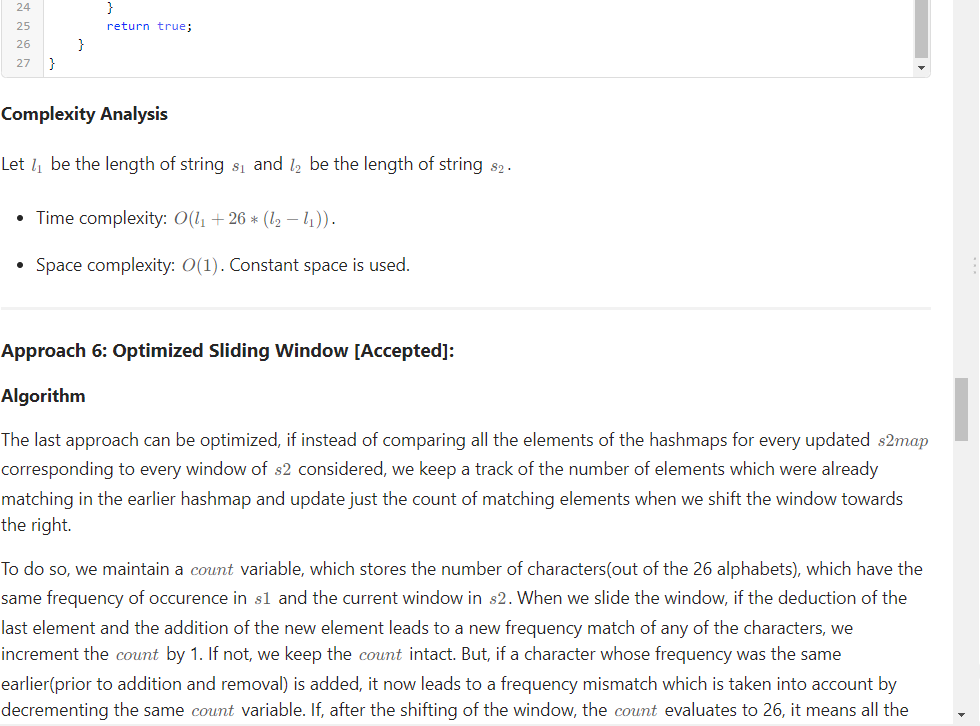 24 }
25 return true;
26 }
27 }
Complexity Analysis
Let l₁ be the length of string s₁ and l₂ be the length of string s₂.
• Time complexity: O(l₁ + 26 * (l₂ − l₁)).
• Space complexity: O(1). Constant space is used.
Approach 6: Optimized Sliding Window [Accepted]:
Algorithm
The last approach can be optimized, if instead of comparing all the elements of the hashmaps for every updated s2map
corresponding to every window of s2 considered, we keep a track of the number of elements which were already
matching in the earlier hashmap and update just the count of matching elements when we shift the window towards
the right.
To do so, we maintain a count variable, which stores the number of characters(out of the 26 alphabets), which have the
same frequency of occurence in s1 and the current window in s2. When we slide the window, if the deduction of the
last element and the addition of the new element leads to a new frequency match of any of the characters, we
increment the count by 1. If not, we keep the count intact. But, if a character whose frequency was the same
earlier(prior to addition and removal) is added, it now leads to a frequency mismatch which is taken into account by
decrementing the same count variable. If, after the shifting of the window, the count evaluates to 26, it means all the